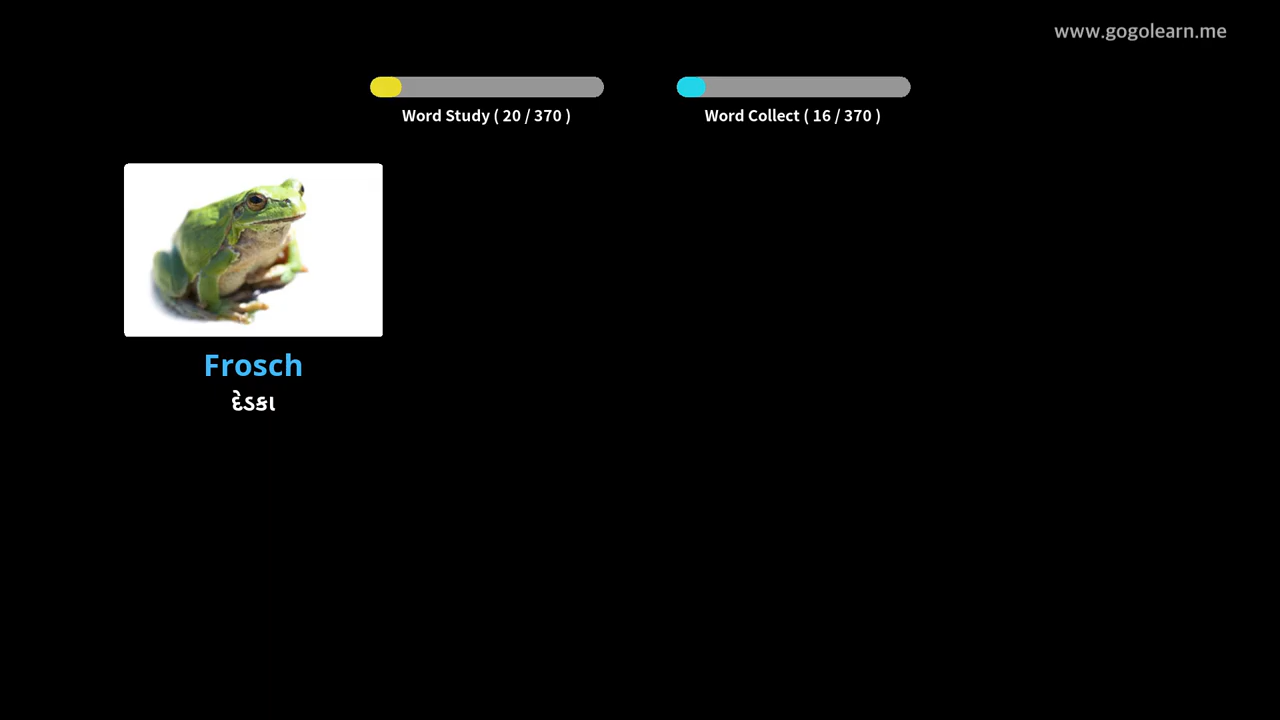 www.gogolearn.me
Word Study ( 20 / 370 )
Word Collect ( 16 / 370 )
Frosch
દેડકા